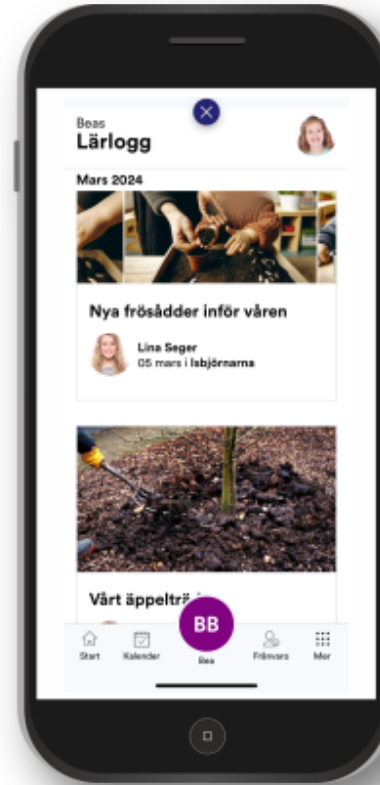 Beas
Lärlogg
Mars 2024
Nya frösådder inför våren
Lina Seger
05 mars i Isbjörnarna
Vårt
BB
Start
Kalender
Bea
Frånvaro
Mer